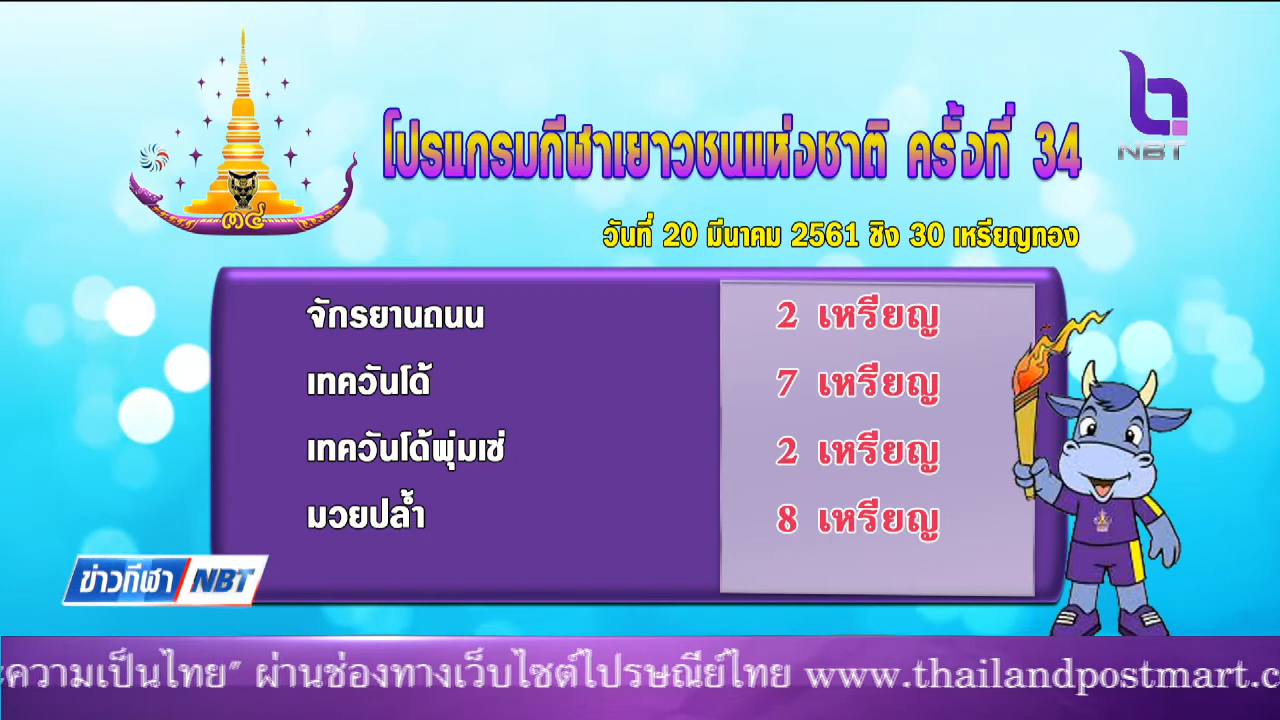 โปรแกรมกีฬาเยาวชนแห่งชาติ ครั้งที่ 34
NBT
๓๔
วันที่ 20 มีนาคม 2561 ชิง 30 เหรียญทอง
จักรยานถนน 2 เหรียญ
เทควันโด้ 7 เหรียญ
เทควันโด้พุ่มเซ่ 2 เหรียญ
มวยปล้ำ 8 เหรียญ
ข่าวกีฬา NBT
ความเป็นไทย” ผ่านช่องทางเว็บไซต์ไปรษณีย์ไทย www.thailandpostmart.c